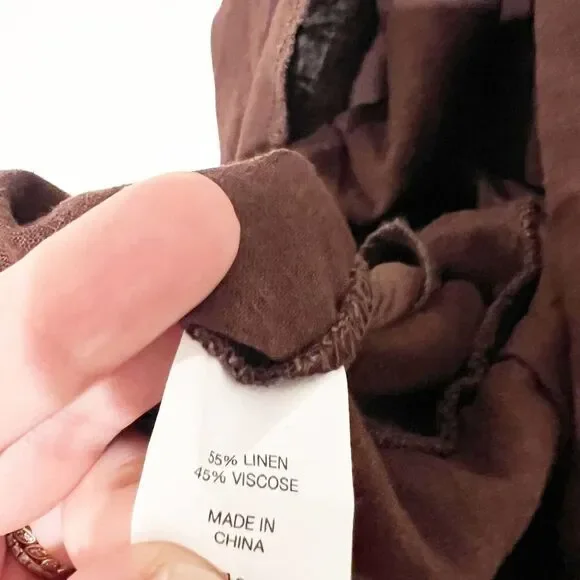 55% LINEN
45% VISCOSE
MADE IN
CHINA